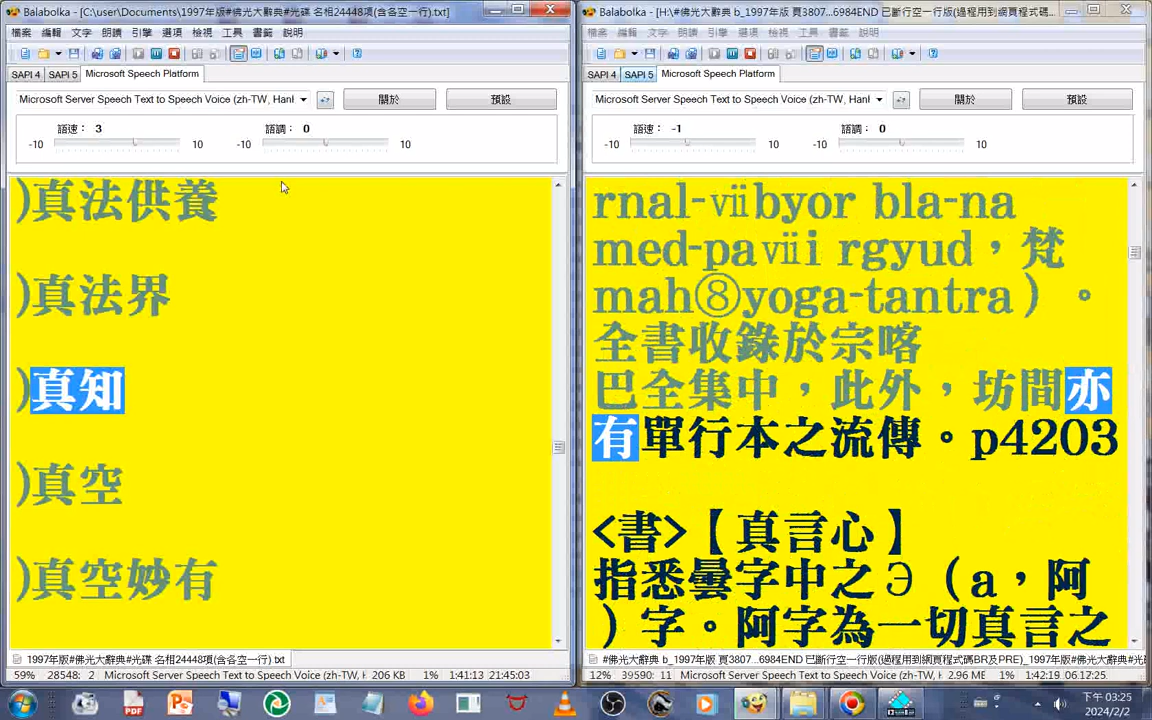 Balabolka - [C:\user\Documents\1997年版#佛光大辭典#光碟 名相24448項(含各空一行).txt]
檔案 編輯 文字 朗讀 引擎 選項 檢視 工具 書籤 說明
SAPI 4 SAPI 5 Microsoft Speech Platform
Microsoft Server Speech Text to Speech Voice (zh-TW, Hanl
關於
預設
語速： 3
語調： 0
-10 10 -10 10
)真法供養
)真法界
)真知
)真空
)真空妙有
1997年版#佛光大辭典#光碟 名相24448項(含各空一行).txt
59% 28548: 2 Microsoft Server Speech Text to Speech Voice (zh-TW, H 206 KB 1% 1:41:13 21:45:03
Balabolka - [H:\#佛光大辭典 b_1997年版 頁3807...6984END 已斷行空一行版(過程用到網頁程式碼...
檔案 編輯 文字 朗讀 引擎 選項 檢視 工具 書籤 說明
SAPI 4 SAPI 5 Microsoft Speech Platform
Microsoft Server Speech Text to Speech Voice (zh-TW, Hanl
關於
預設
語速： -1
語調： 0
-10 10 -10 10
rnal-ⅶbyor bla-na
med-paⅶi rgyud，梵
mah⑧yoga-tantra）。
全書收錄於宗喀
巴全集中，此外，坊間亦
有單行本之流傳。p4203
<書>【真言心】
指悉曇字中之Э（a，阿
）字。阿字為一切真言之
#佛光大辭典 b_1997年版 頁3807...6984END 已斷行空一行版(過程用到網頁程式碼BR及PRE)_1997年版#佛光大辭典#光
12% 39590: 11 Microsoft Server Speech Text to Speech Voice (zh-TW, H 2.96 ME 1% 1:42:19 06:12:25
下午 03:25
2024/2/2